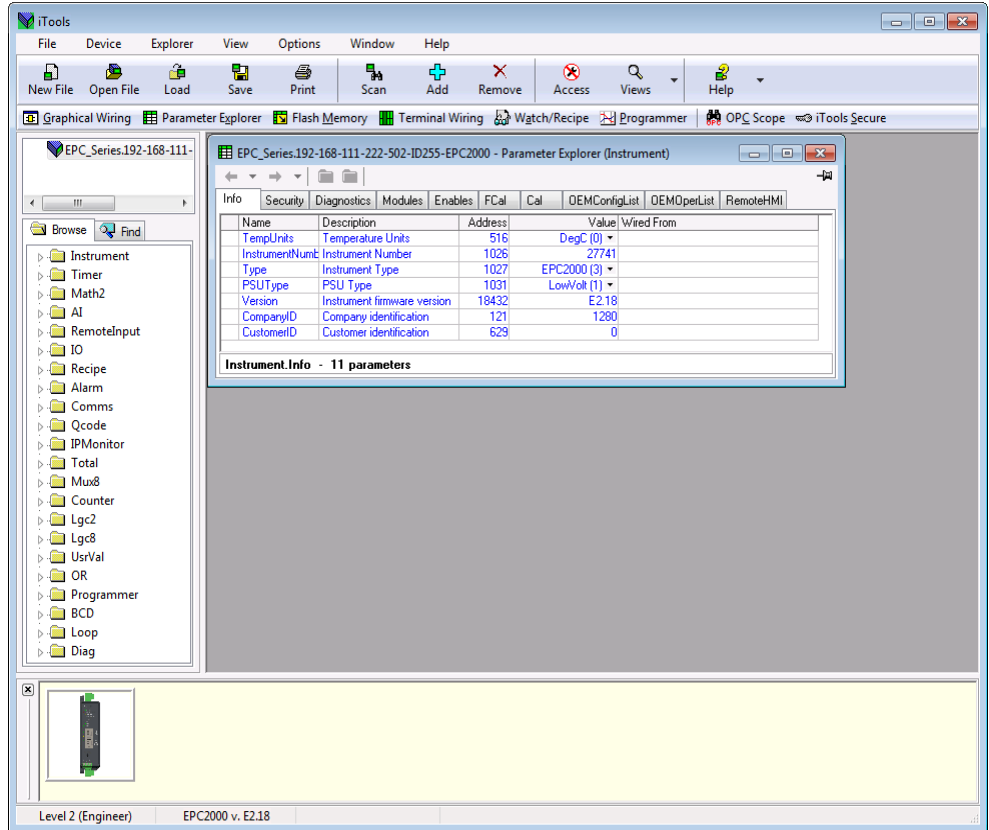 iTools
File Device Explorer View Options Window Help
New File Open File Load Save Print Scan Add Remove Access Views Help
Graphical Wiring Parameter Explorer Flash Memory Terminal Wiring Watch/Recipe Programmer OPC Scope iTools Secure
EPC_Series.192-168-111-
Browse Find
Instrument
Timer
Math2
AI
RemoteInput
IO
Recipe
Alarm
Comms
Qcode
IPMonitor
Total
Mux8
Counter
Lgc2
Lgc8
UsrVal
OR
Programmer
BCD
Loop
Diag
EPC_Series.192-168-111-222-502-ID255-EPC2000 - Parameter Explorer (Instrument)
Info Security Diagnostics Modules Enables FCal Cal OEMConfigList OEMOperList RemoteHMI
Name Description Address Value Wired From
TempUnits Temperature Units 516 DegC (0)
InstrumentNumb Instrument Number 1026 27741
Type Instrument Type 1027 EPC2000 (3)
PSUType PSU Type 1031 LowVolt (1)
Version Instrument firmware version 18432 E2.18
CompanyID Company identification 121 1280
CustomerID Customer identification 629 0
Instrument.Info - 11 parameters
Level 2 (Engineer) EPC2000 v. E2.18